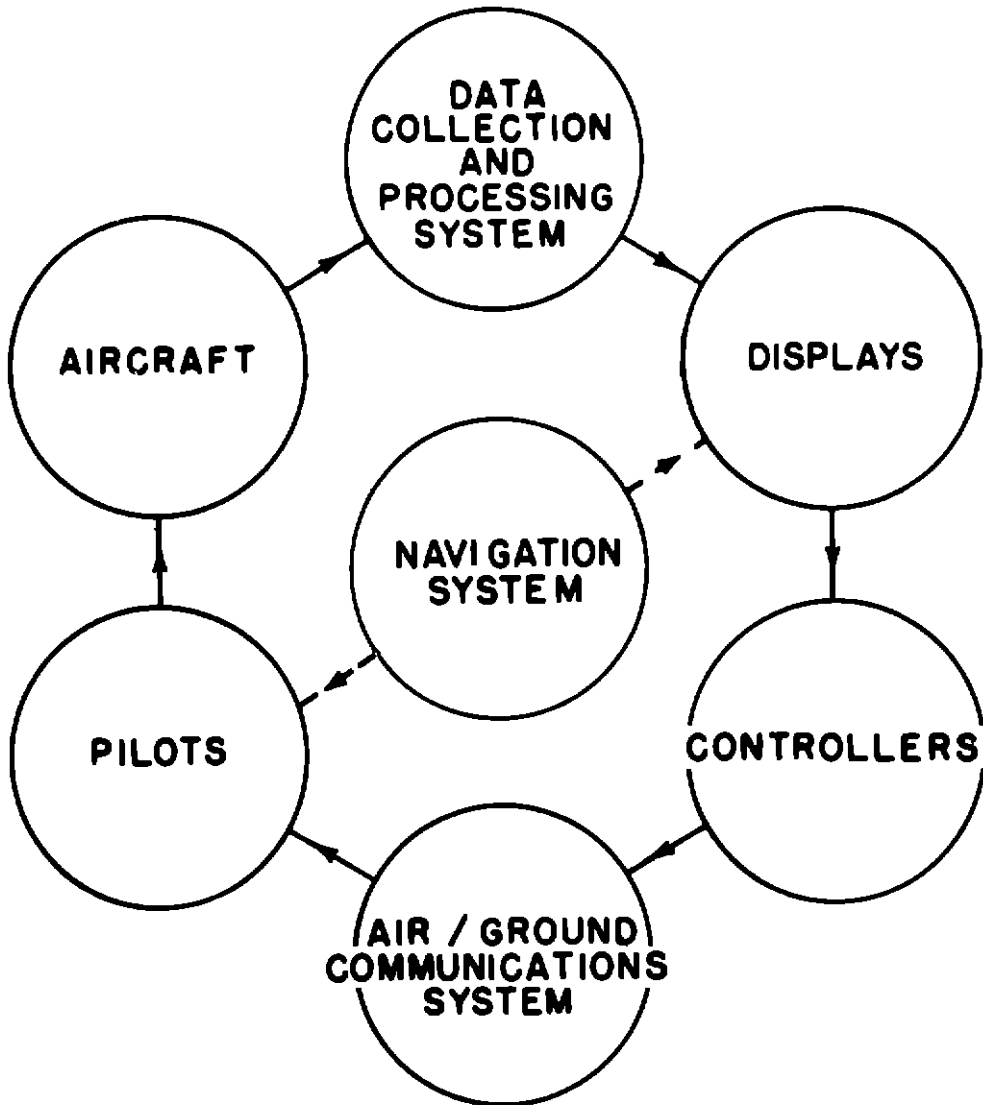 DATA
COLLECTION
AND
PROCESSING
SYSTEM
AIRCRAFT
DISPLAYS
NAVIGATION
SYSTEM
PILOTS
CONTROLLERS
AIR / GROUND
COMMUNICATIONS
SYSTEM